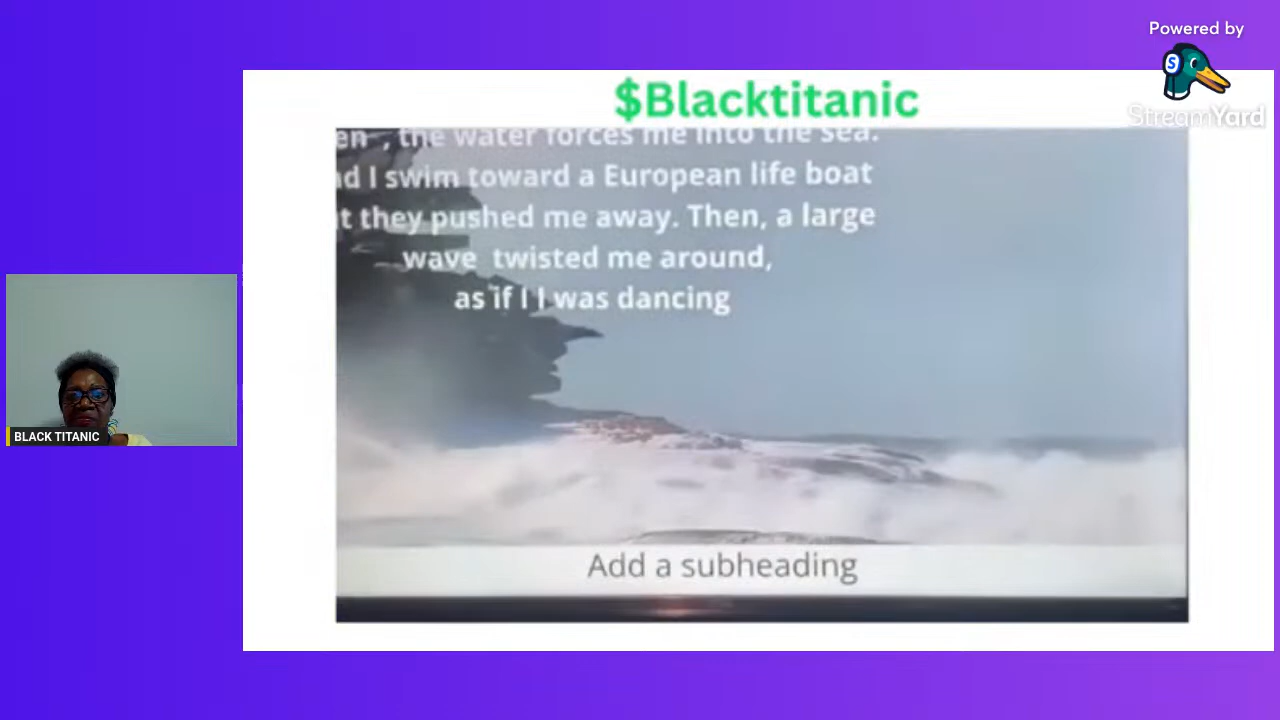 Powered by
StreamYard
$Blacktitanic
the water forces me into the sea.
I swim toward a European life boat
they pushed me away. Then, a large
wave twisted me around,
as if I I was dancing
Add a subheading
BLACK TITANIC